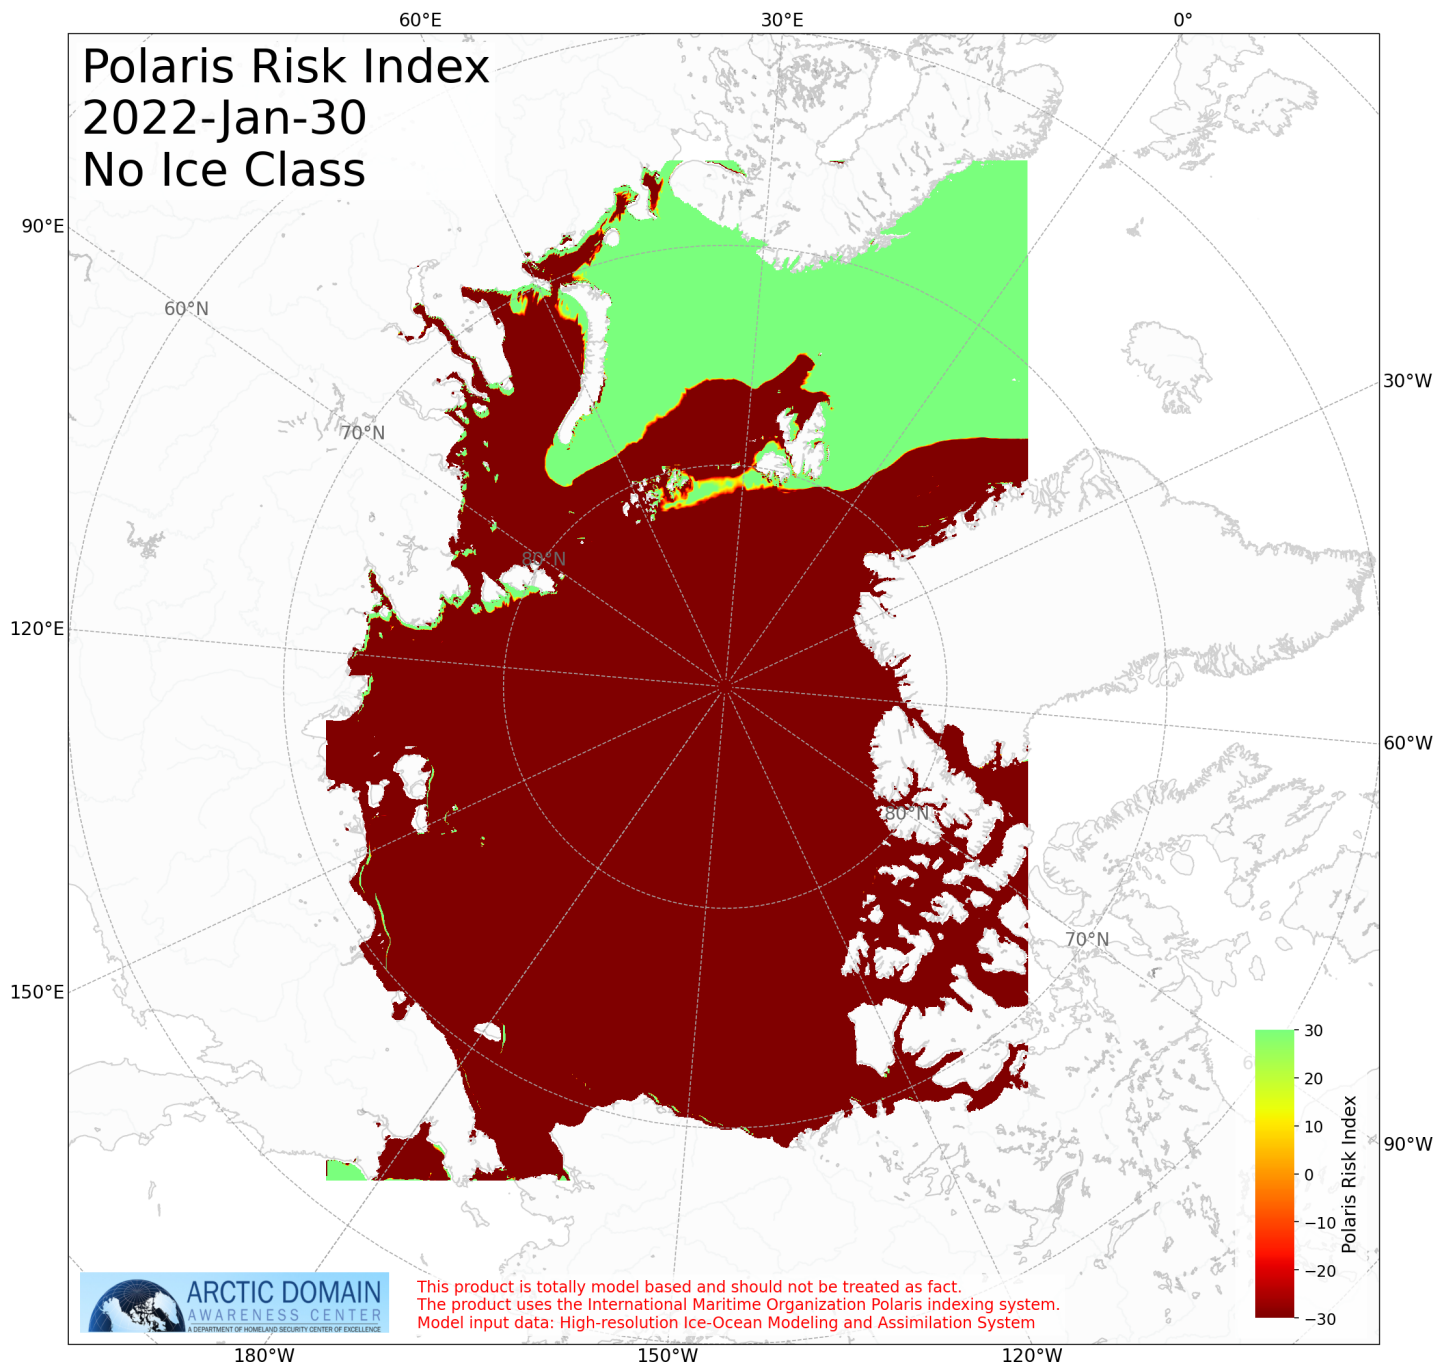 60°E 30°E 0°
Polaris Risk Index
2022-Jan-30
No Ice Class
90°E
60°N
30°W
70°N
80°N
120°E
60°W
80°N
70°N
150°E
30
20
10
0
−10
−20
−30
Polaris Risk Index
90°W
ARCTIC DOMAIN
AWARENESS CENTER
A DEPARTMENT OF HOMELAND SECURITY CENTER OF EXCELLENCE
This product is totally model based and should not be treated as fact.
The product uses the International Maritime Organization Polaris indexing system.
Model input data: High-resolution Ice-Ocean Modeling and Assimilation System
180°W 150°W 120°W